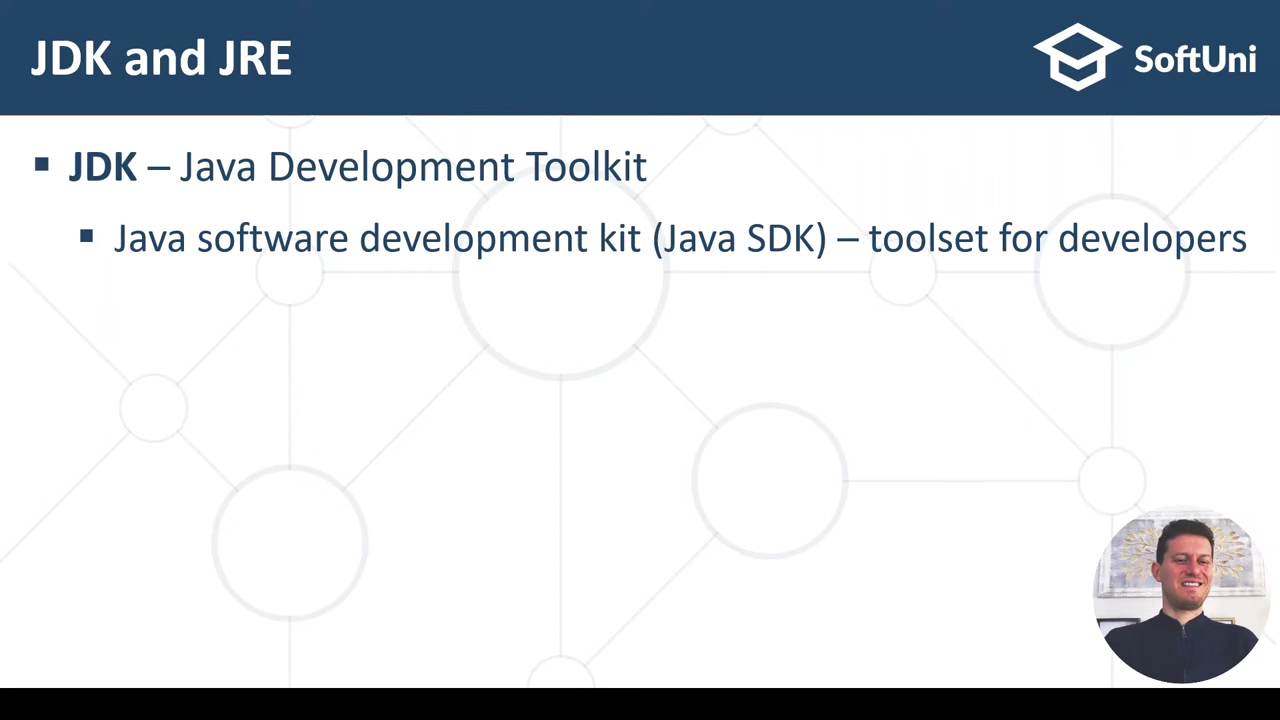 JDK and JRE
SoftUni
▪ JDK – Java Development Toolkit
▪ Java software development kit (Java SDK) – toolset for developers